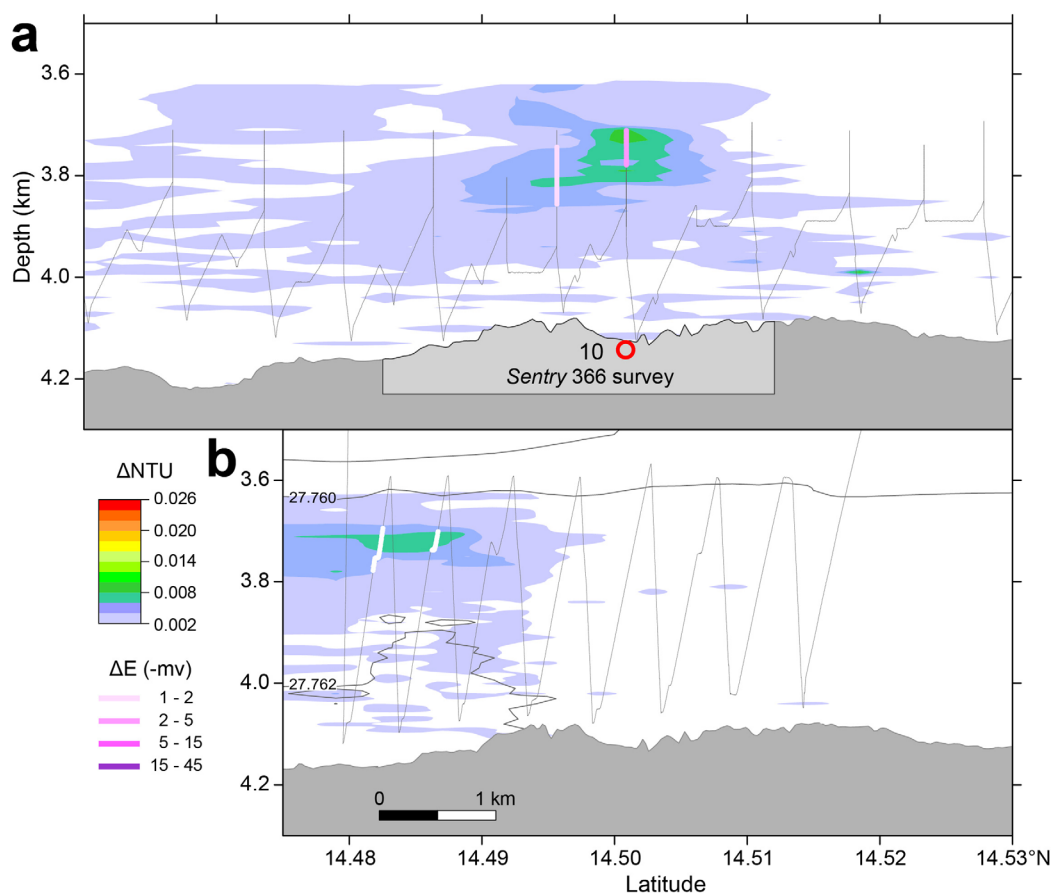 a
3.6
3.8
4.0
4.2
Depth (km)
10
Sentry 366 survey
b
3.6
3.8
4.0
4.2
27.760
27.762
ΔNTU
0.026
0.020
0.014
0.008
0.002
ΔE (-mv)
1 - 2
2 - 5
5 - 15
15 - 45
0 1 km
14.48 14.49 14.50 14.51 14.52 14.53°N
Latitude